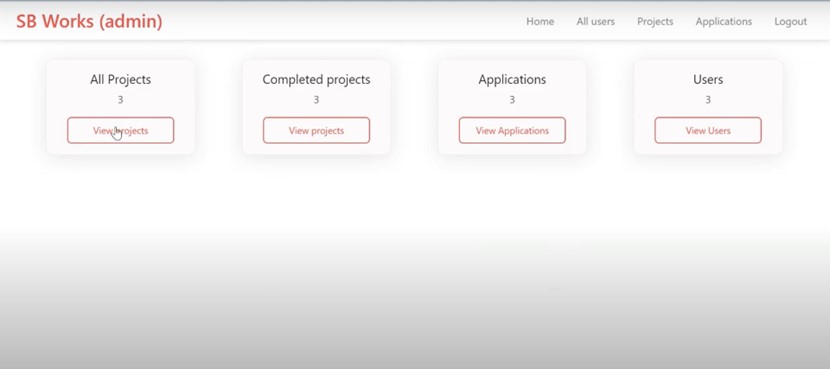 SB Works (admin)
Home
All users
Projects
Applications
Logout
All Projects
3
View projects
Completed projects
3
View projects
Applications
3
View Applications
Users
3
View Users